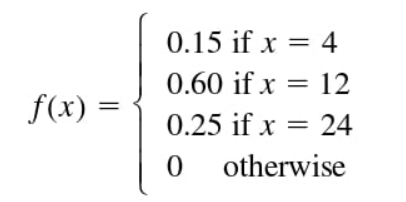 0.15 if x = 4
0.60 if x = 12
f(x) =
0.25 if x = 24
0 otherwise